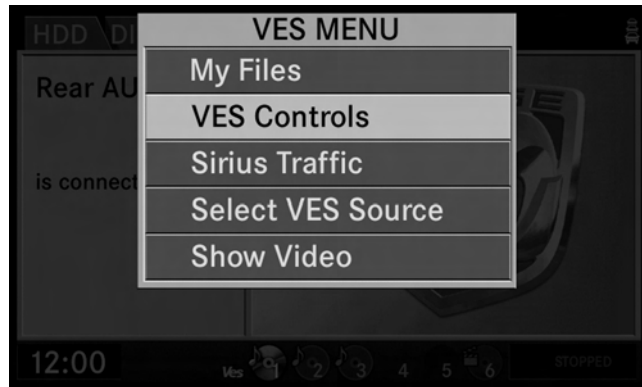 HDD DI
VES MENU
My Files
Rear AU
VES Controls
Sirius Traffic
is connect
Select VES Source
Show Video
12:00
Ves 1 2 3 4 5 6
STOPPED